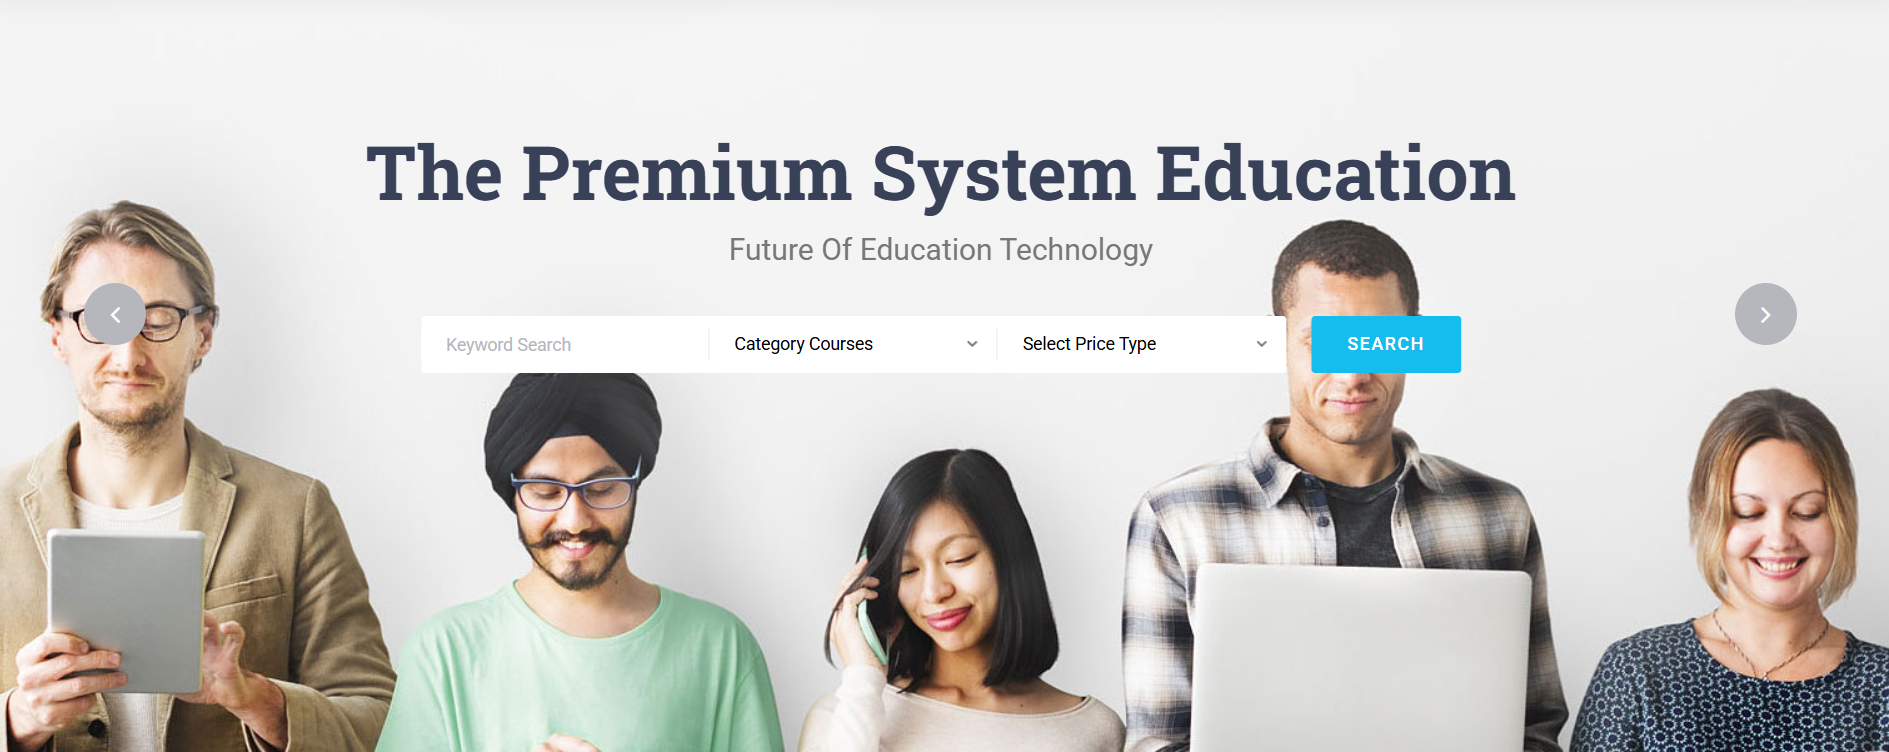 The Premium System Education
Future Of Education Technology
Keyword Search
Category Courses
Select Price Type
SEARCH